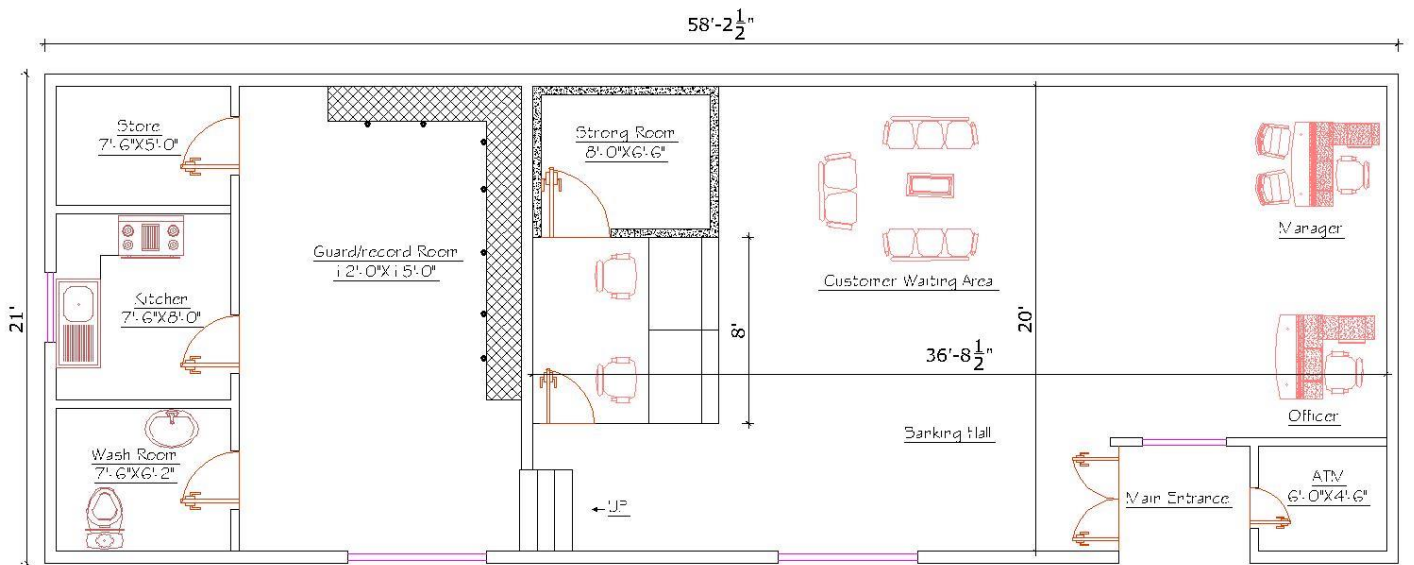 58'-2½"
Store
7'-6"X5'-0"
Strong Room
8'-0"X6'-6"
Manager
Guard/record Room
12'-0"X15'-0"
Customer Waiting Area
Kitchen
7'-6"X8'-0"
21'
8'
20'
36'-8½"
Officer
Banking Hall
Wash Room
7'-6"X6'-2"
UP
Main Entrance
ATM
6'-0"X4'-6"